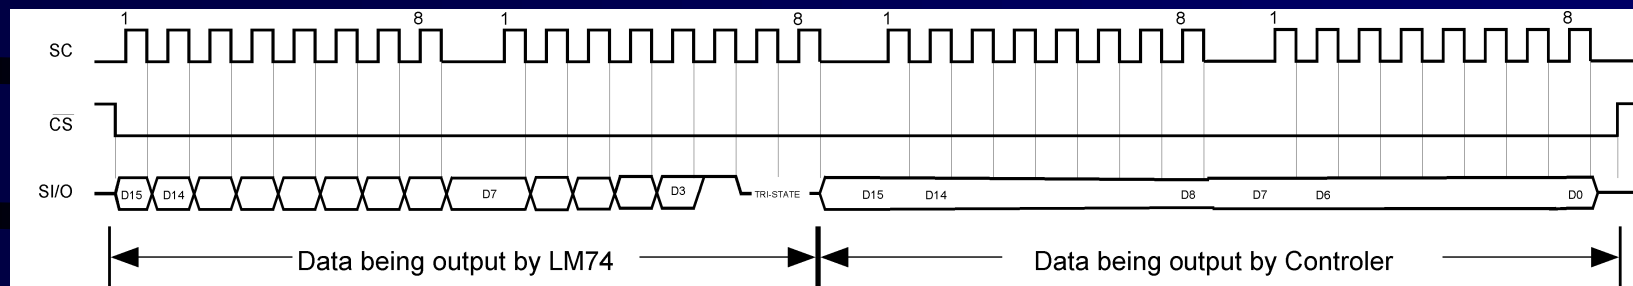 1 8 1 8 1 8 1 8
SC
CS
SI/O D15 D14 D7 D3 TRI-STATE D15 D14 D8 D7 D6 D0
Data being output by LM74 Data being output by Controler